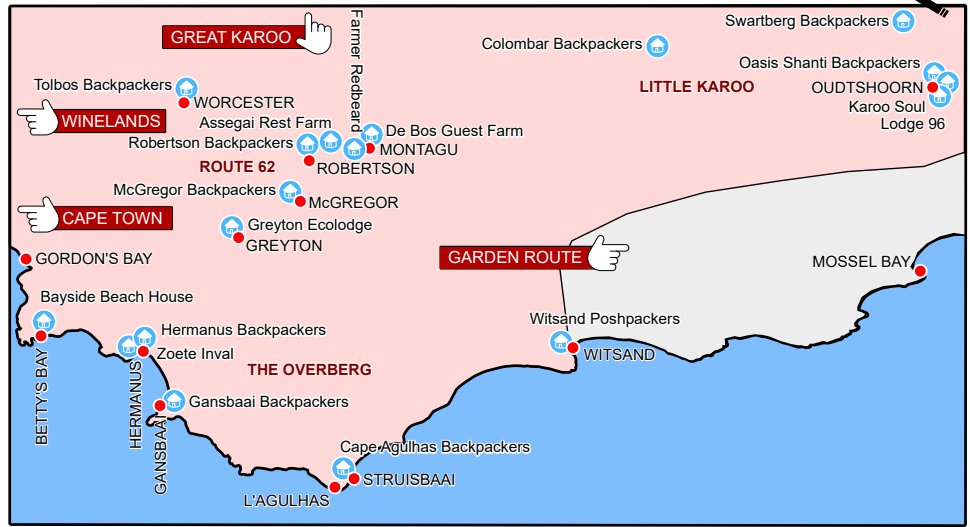 Swartberg Backpackers
GREAT KAROO
Farmer Redbeard
Colombar Backpackers
Oasis Shanti Backpackers
Tolbos Backpackers
LITTLE KAROO
OUDTSHOORN
WORCESTER
Karoo Soul
WINELANDS
Assegai Rest Farm
Lodge 96
De Bos Guest Farm
Robertson Backpackers
MONTAGU
ROUTE 62
ROBERTSON
McGregor Backpackers
McGREGOR
CAPE TOWN
Greyton Ecolodge
GREYTON
GORDON'S BAY
GARDEN ROUTE
MOSSEL BAY
Bayside Beach House
Hermanus Backpackers
Witsand Poshpackers
Zoete Inval
WITSAND
THE OVERBERG
BETTY'S BAY
HERMANUS
GANSBAAI
Gansbaai Backpackers
Cape Agulhas Backpackers
STRUISBAAI
L'AGULHAS